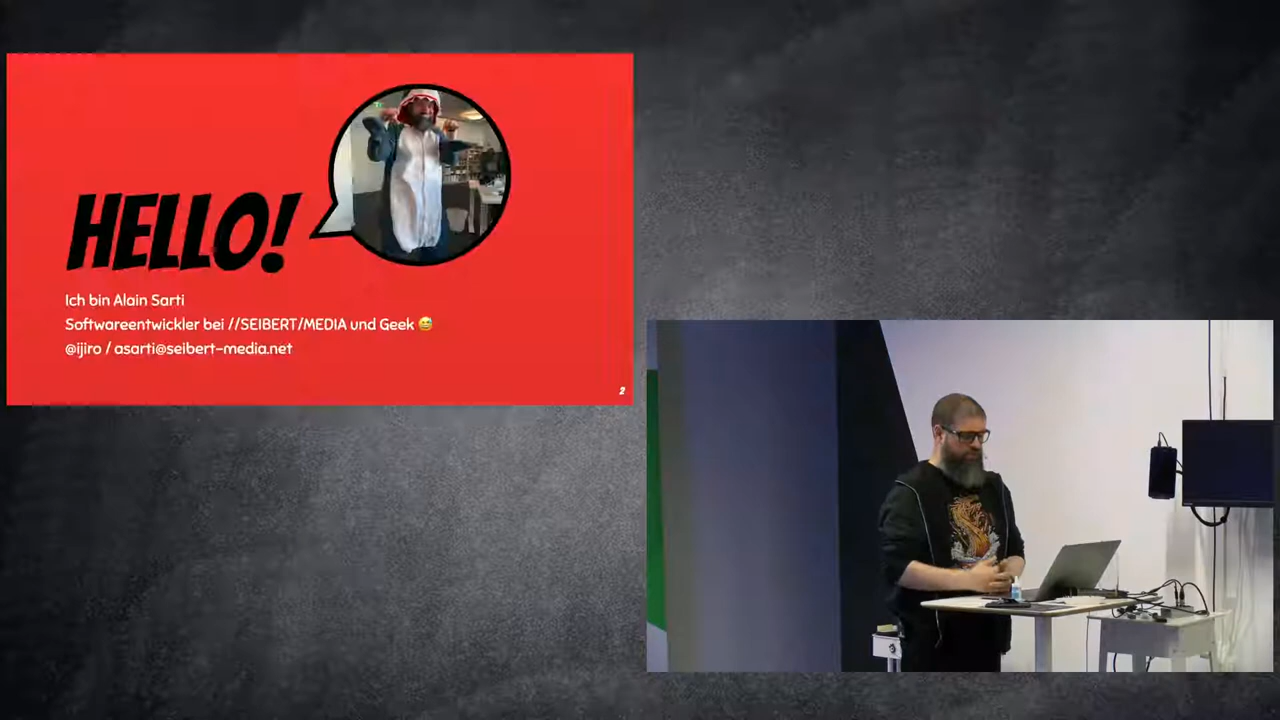 HELLO!
Ich bin Alain Sarti
Softwareentwickler bei //SEIBERT/MEDIA und Geek 😅
@ijiro / asarti@seibert-media.net
2